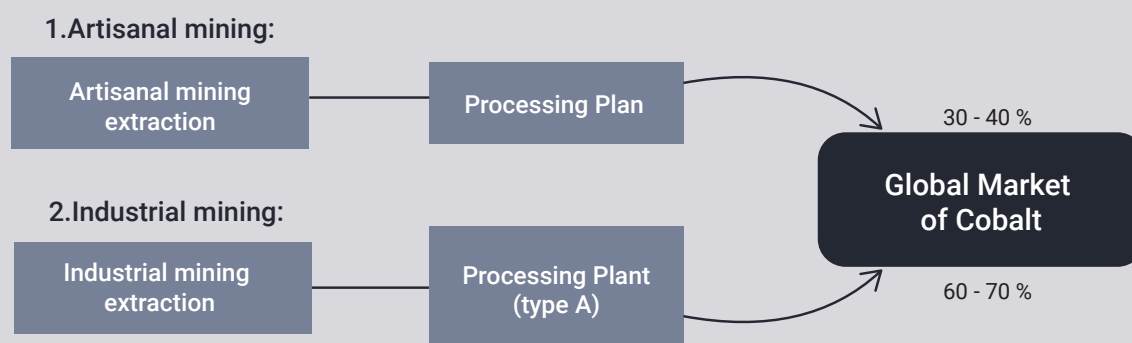 1.Artisanal mining:
Artisanal mining
extraction
Processing Plan
30 - 40 %
Global Market
of Cobalt
2.Industrial mining:
Industrial mining
extraction
Processing Plant
(type A)
60 - 70 %